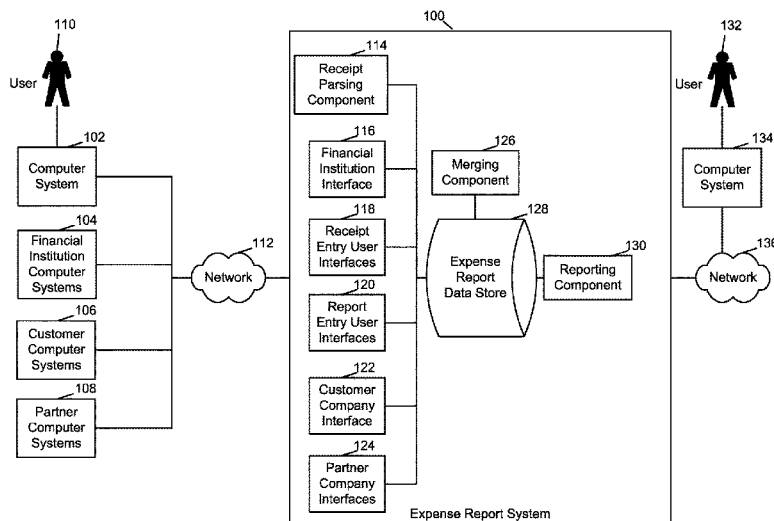 110
User
102
Computer
System
104
Financial
Institution
Computer
Systems
106
Customer
Computer
Systems
108
Partner
Computer
Systems
112
Network
100
114
Receipt
Parsing
Component
116
Financial
Institution
Interface
118
Receipt
Entry User
Interfaces
120
Report
Entry User
Interfaces
122
Customer
Company
Interface
124
Partner
Company
Interfaces
126
Merging
Component
128
Expense
Report
Data Store
130
Reporting
Component
Expense Report System
132
User
134
Computer
System
136
Network